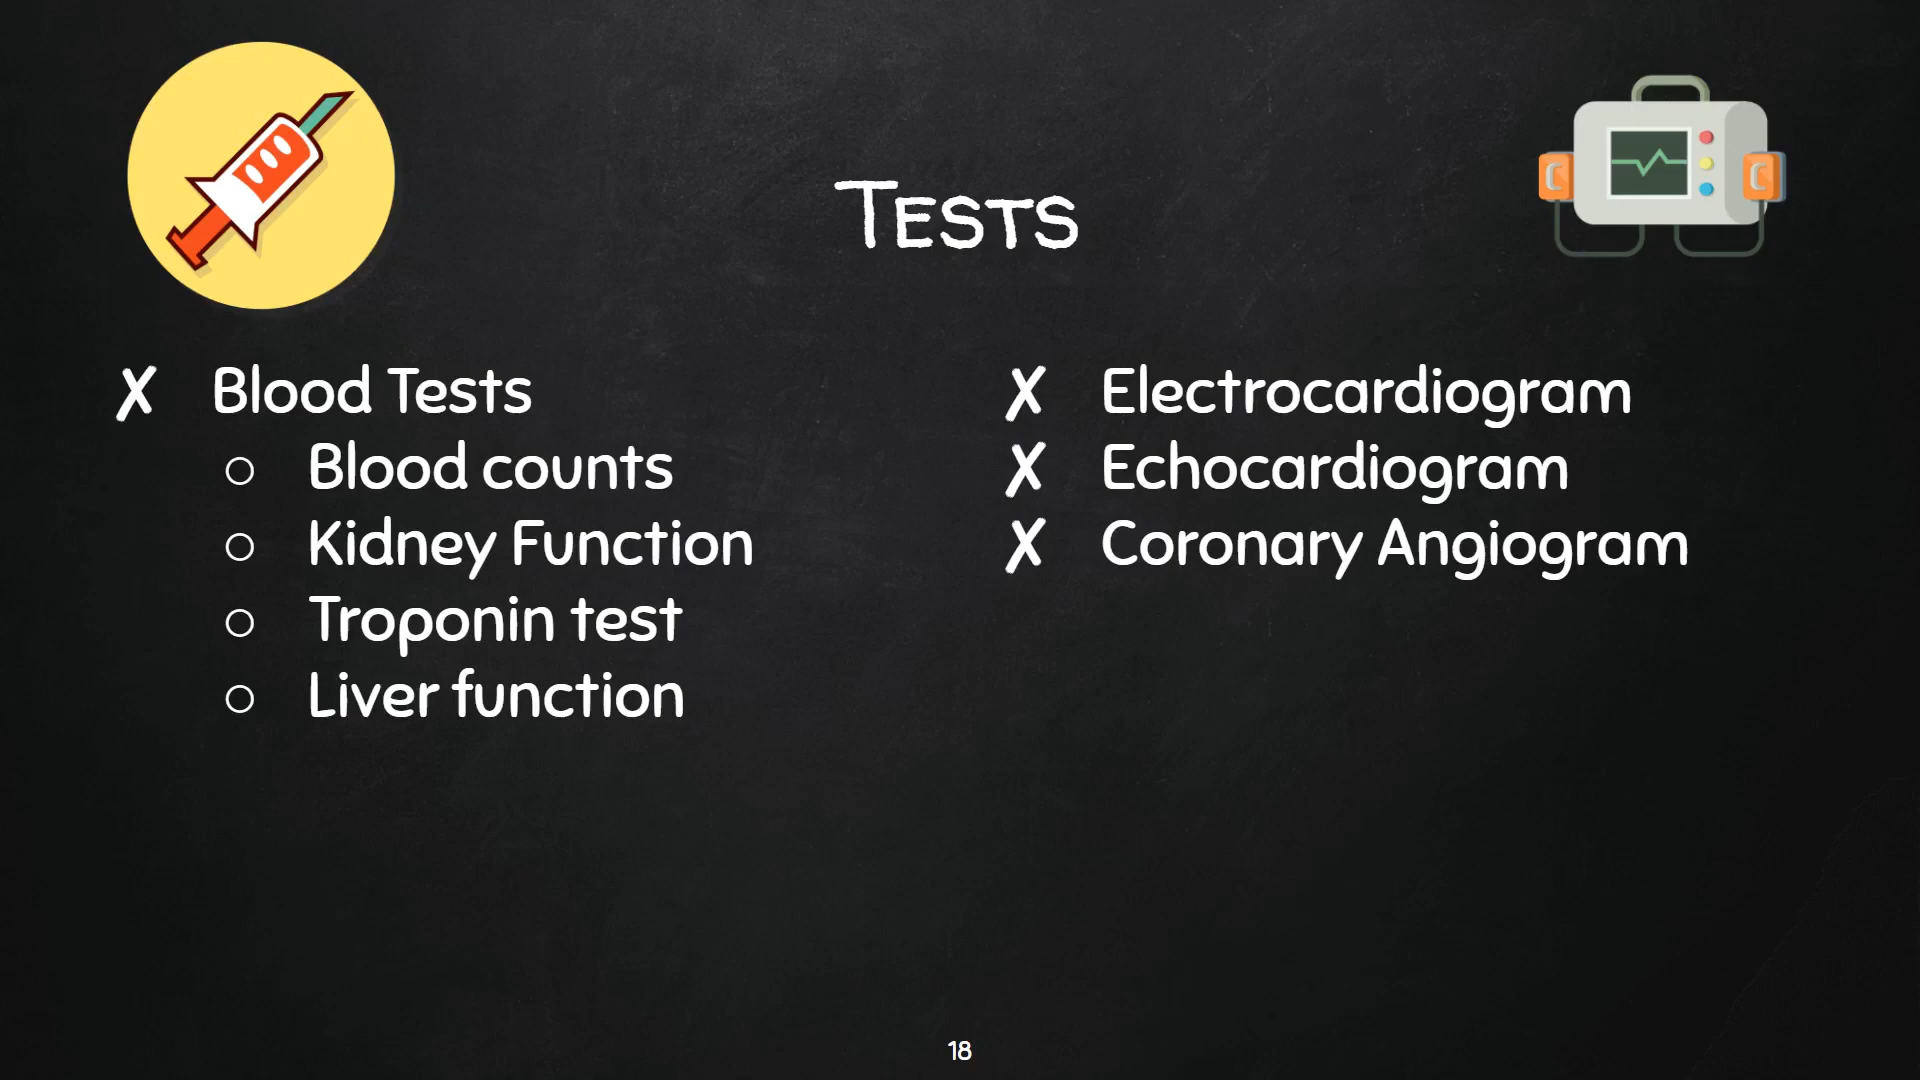 Tests
✗ Blood Tests
○ Blood counts
○ Kidney Function
○ Troponin test
○ Liver function
✗ Electrocardiogram
✗ Echocardiogram
✗ Coronary Angiogram
18